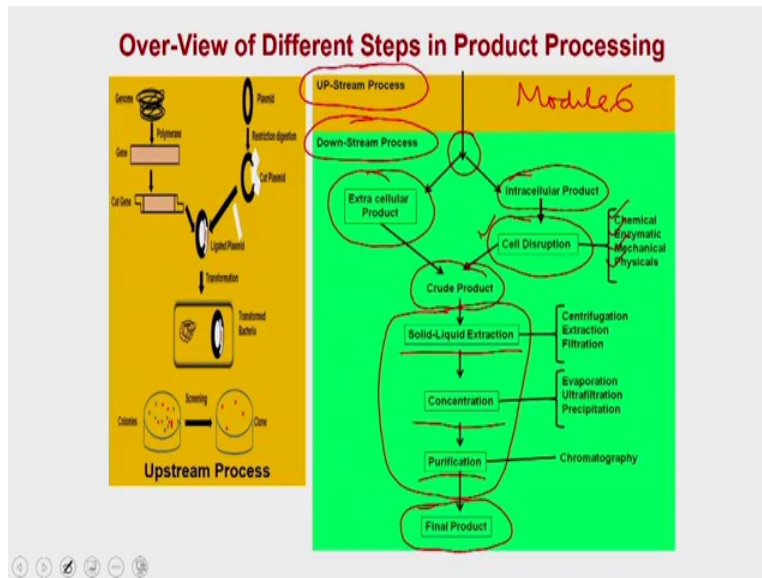 Over-View of Different Steps in Product Processing
Genome
Plasmid
Polymerase
Restriction digestion
Gene
Cut Plasmid
Cut Gene
Ligated Plasmid
Transformation
Transformed
Bacteria
Screening
Colonies
Clone
Upstream Process
UP-Stream Process
Module 6
Down-Stream Process
Extra cellular
Product
Intracellular Product
Cell Disruption
Chemical
Enzymatic
Mechanical
Physicals
Crude Product
Solid-Liquid Extraction
Centrifugation
Extraction
Filtration
Concentration
Evaporation
Ultrafiltration
Precipitation
Purification
Chromatography
Final Product